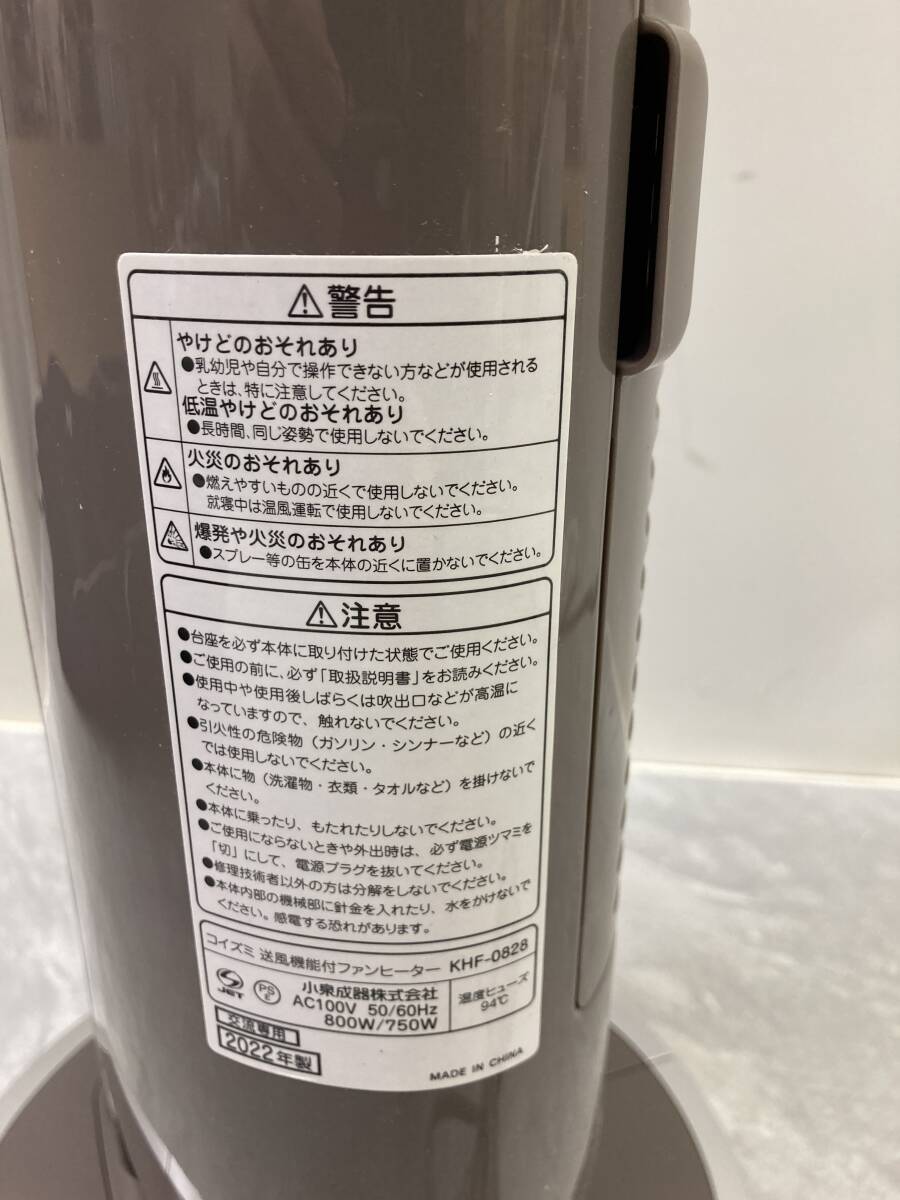 ⚠警告
やけどのおそれあり
●乳幼児や自分で操作できない方などが使用される
ときは、特に注意してください。
低温やけどのおそれあり
●長時間、同じ姿勢で使用しないでください。
火災のおそれあり
●燃えやすいものの近くで使用しないでください。
就寝中は温風運転で使用しないでください。
爆発や火災のおそれあり
●スプレー等の缶を本体の近くに置かないでください。
⚠注意
●台座を必ず本体に取り付けた状態でご使用ください。
●ご使用の前に、必ず「取扱説明書」をお読みください。
●使用中や使用後しばらくは吹出口などが高温に
なっていますので、触れないでください。
●引火性の危険物（ガソリン・シンナーなど）の近く
では使用しないでください。
●本体に物（洗濯物・衣類・タオルなど）を掛けないで
ください。
●本体に乗ったり、もたれたりしないでください。
●ご使用にならないときや外出時は、必ず電源ツマミを
「切」にして、電源プラグを抜いてください。
●修理技術者以外の方は分解をしないでください。
●本体内部の機械部に針金を入れたり、水をかけないで
ください。感電する恐れがあります。
コイズミ 送風機能付ファンヒーター KHF-0828
JET
PS
E
小泉成器株式会社
AC100V 50/60Hz
800W/750W
温度ヒューズ
94℃
交流専用
2022年製
MADE IN CHINA